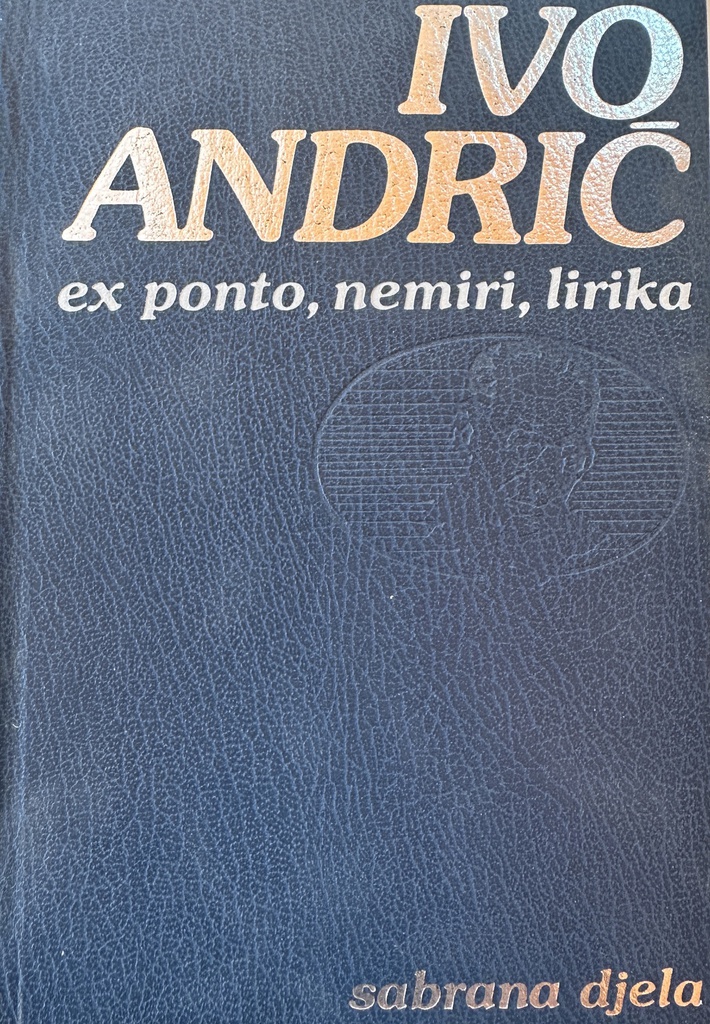 IVO
ANDRIĆ
ex ponto, nemiri, lirika
sabrana djela